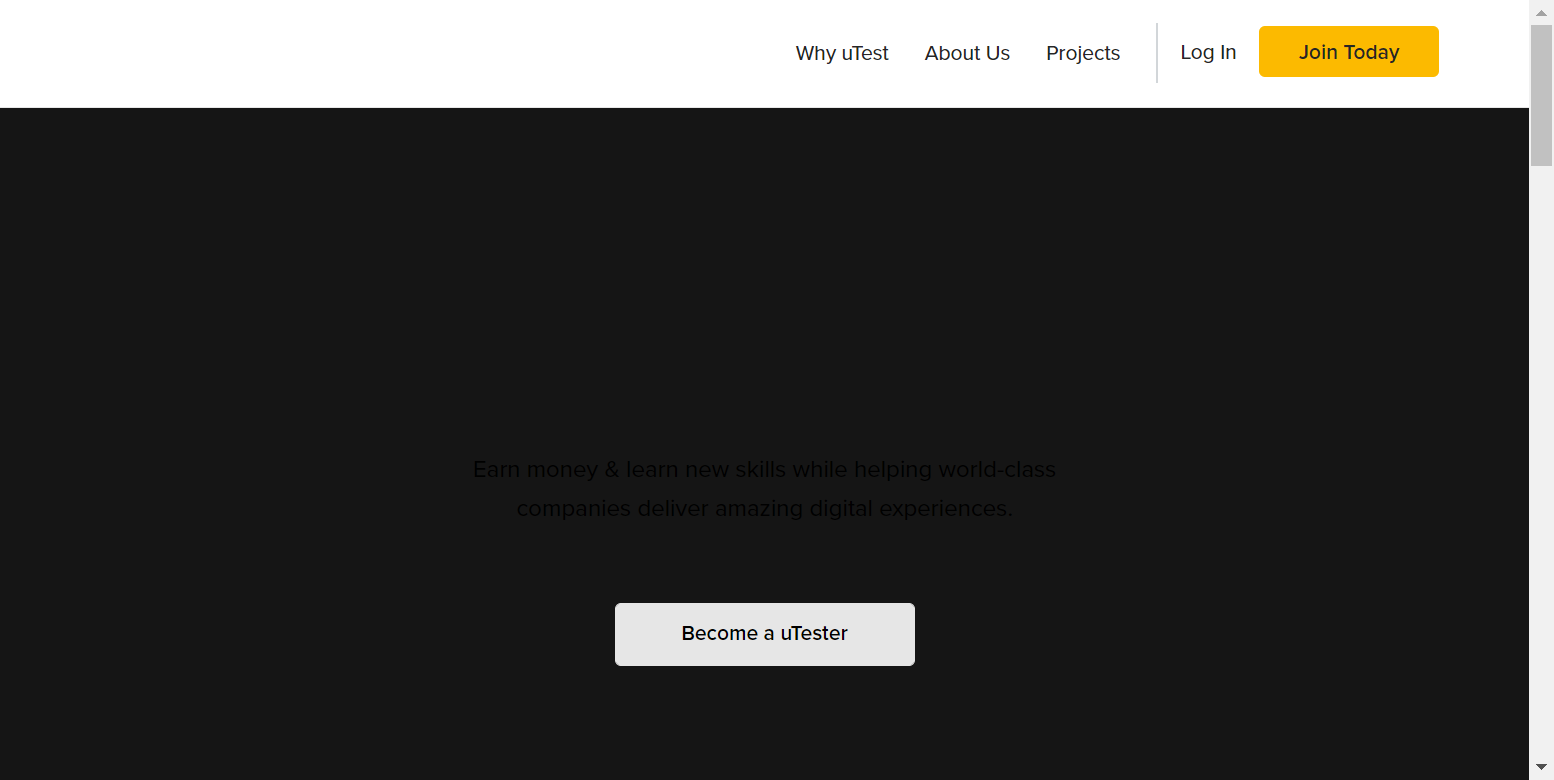 Why uTest
About Us
Projects
Log In
Join Today
Earn money & learn new skills while helping world-class
companies deliver amazing digital experiences.
Become a uTester